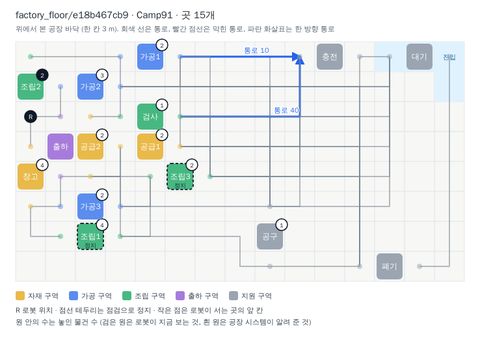 factory_floor/e18b467cb9 · Camp91 · 곳 15개
위에서 본 공장 바닥 (한 칸 3 m). 회색 선은 통로, 빨간 점선은 막힌 통로, 파란 화살표는 한 방향 통로
가공1 2
통로 10
충전
대기
진입
조립2 2
가공2 3
검사 1
통로 40
R
출하
공급2 2
공급1 2
창고 4
조립3 2
정지
가공3 2
조립1 4
정지
공구 1
폐기
자재 구역
가공 구역
조립 구역
출하 구역
지원 구역
R 로봇 위치 · 점선 테두리는 점검으로 정지 · 작은 점은 로봇이 서는 곳의 앞 칸
원 안의 수는 놓인 물건 수 (검은 원은 로봇이 지금 보는 것, 흰 원은 공장 시스템이 알려 준 것)